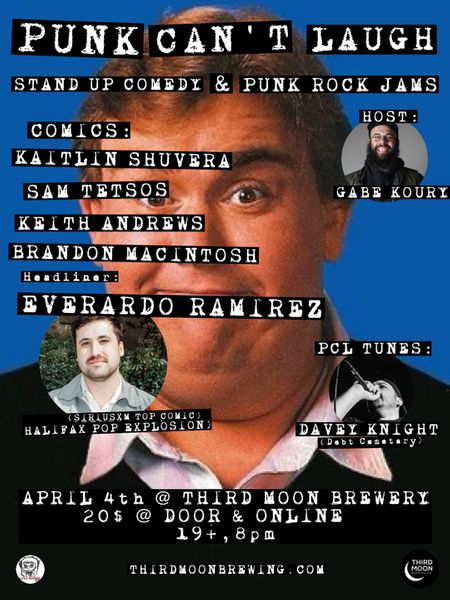 PUNK CAN'T LAUGH
STAND UP COMEDY & PUNK ROCK JAMS
HOST:
GABE KOURY
COMICS:
KAITLIN SHUVERA
SAM TETSOS
KEITH ANDREWS
BRANDON MACINTOSH
Headliner:
EVERARDO RAMIREZ
(SIRIUSXM TOP COMIC)
HALIFAX POP EXPLOSION)
PCL TUNES:
DAVEY KNIGHT
(Debt Cemetary)
APRIL 4th @ THIRD MOON BREWERY
20$ @ DOOR & ONLINE
19+,8pm
THIRDMOONBREWING.COM
THIRD
MOON